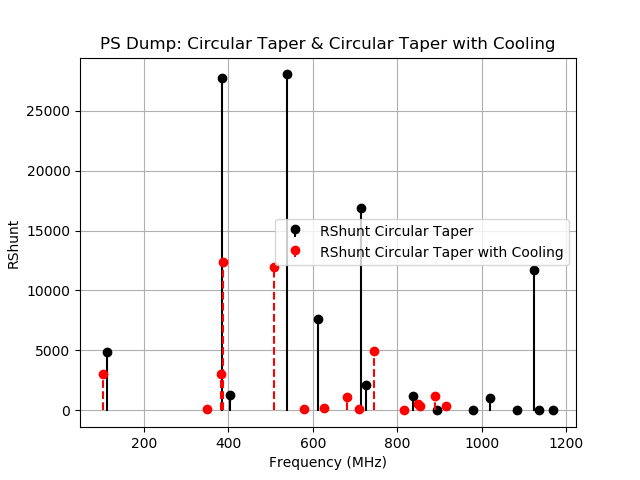 PS Dump: Circular Taper & Circular Taper with Cooling
RShunt
25000
20000
15000
10000
5000
0
RShunt Circular Taper
RShunt Circular Taper with Cooling
200 400 600 800 1000 1200
Frequency (MHz)